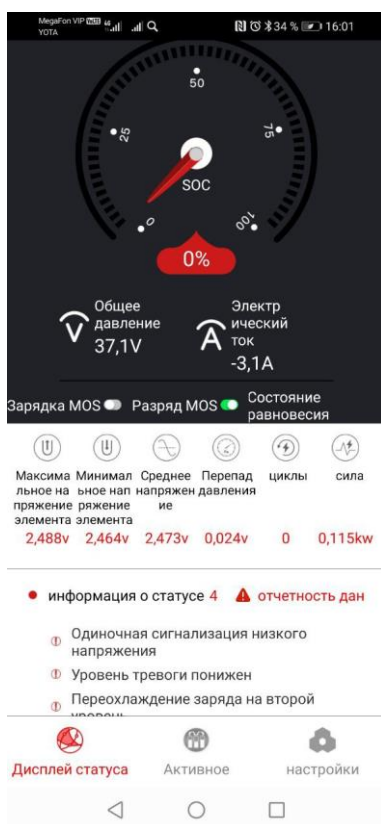 MegaFon VIP VoLTE 4G 34 % 16:01
YOTA
50
25
75
SOC
0
100
0%
Общее
давление
37,1V
Электр
ический
ток
-3,1A
Зарядка MOS Разряд MOS Состояние
равновесия
Максима Минимал Среднее Перепад циклы сила
льное на ьное нап напряжен давления
пряжение ряжение ие
элемента элемента
2,488v 2,464v 2,473v 0,024v 0 0,115kw
информация о статусе 4 отчетность дан
Одиночная сигнализация низкого
напряжения
Уровень тревоги понижен
Переохлаждение заряда на второй
уровень
Дисплей статуса Активное настройки